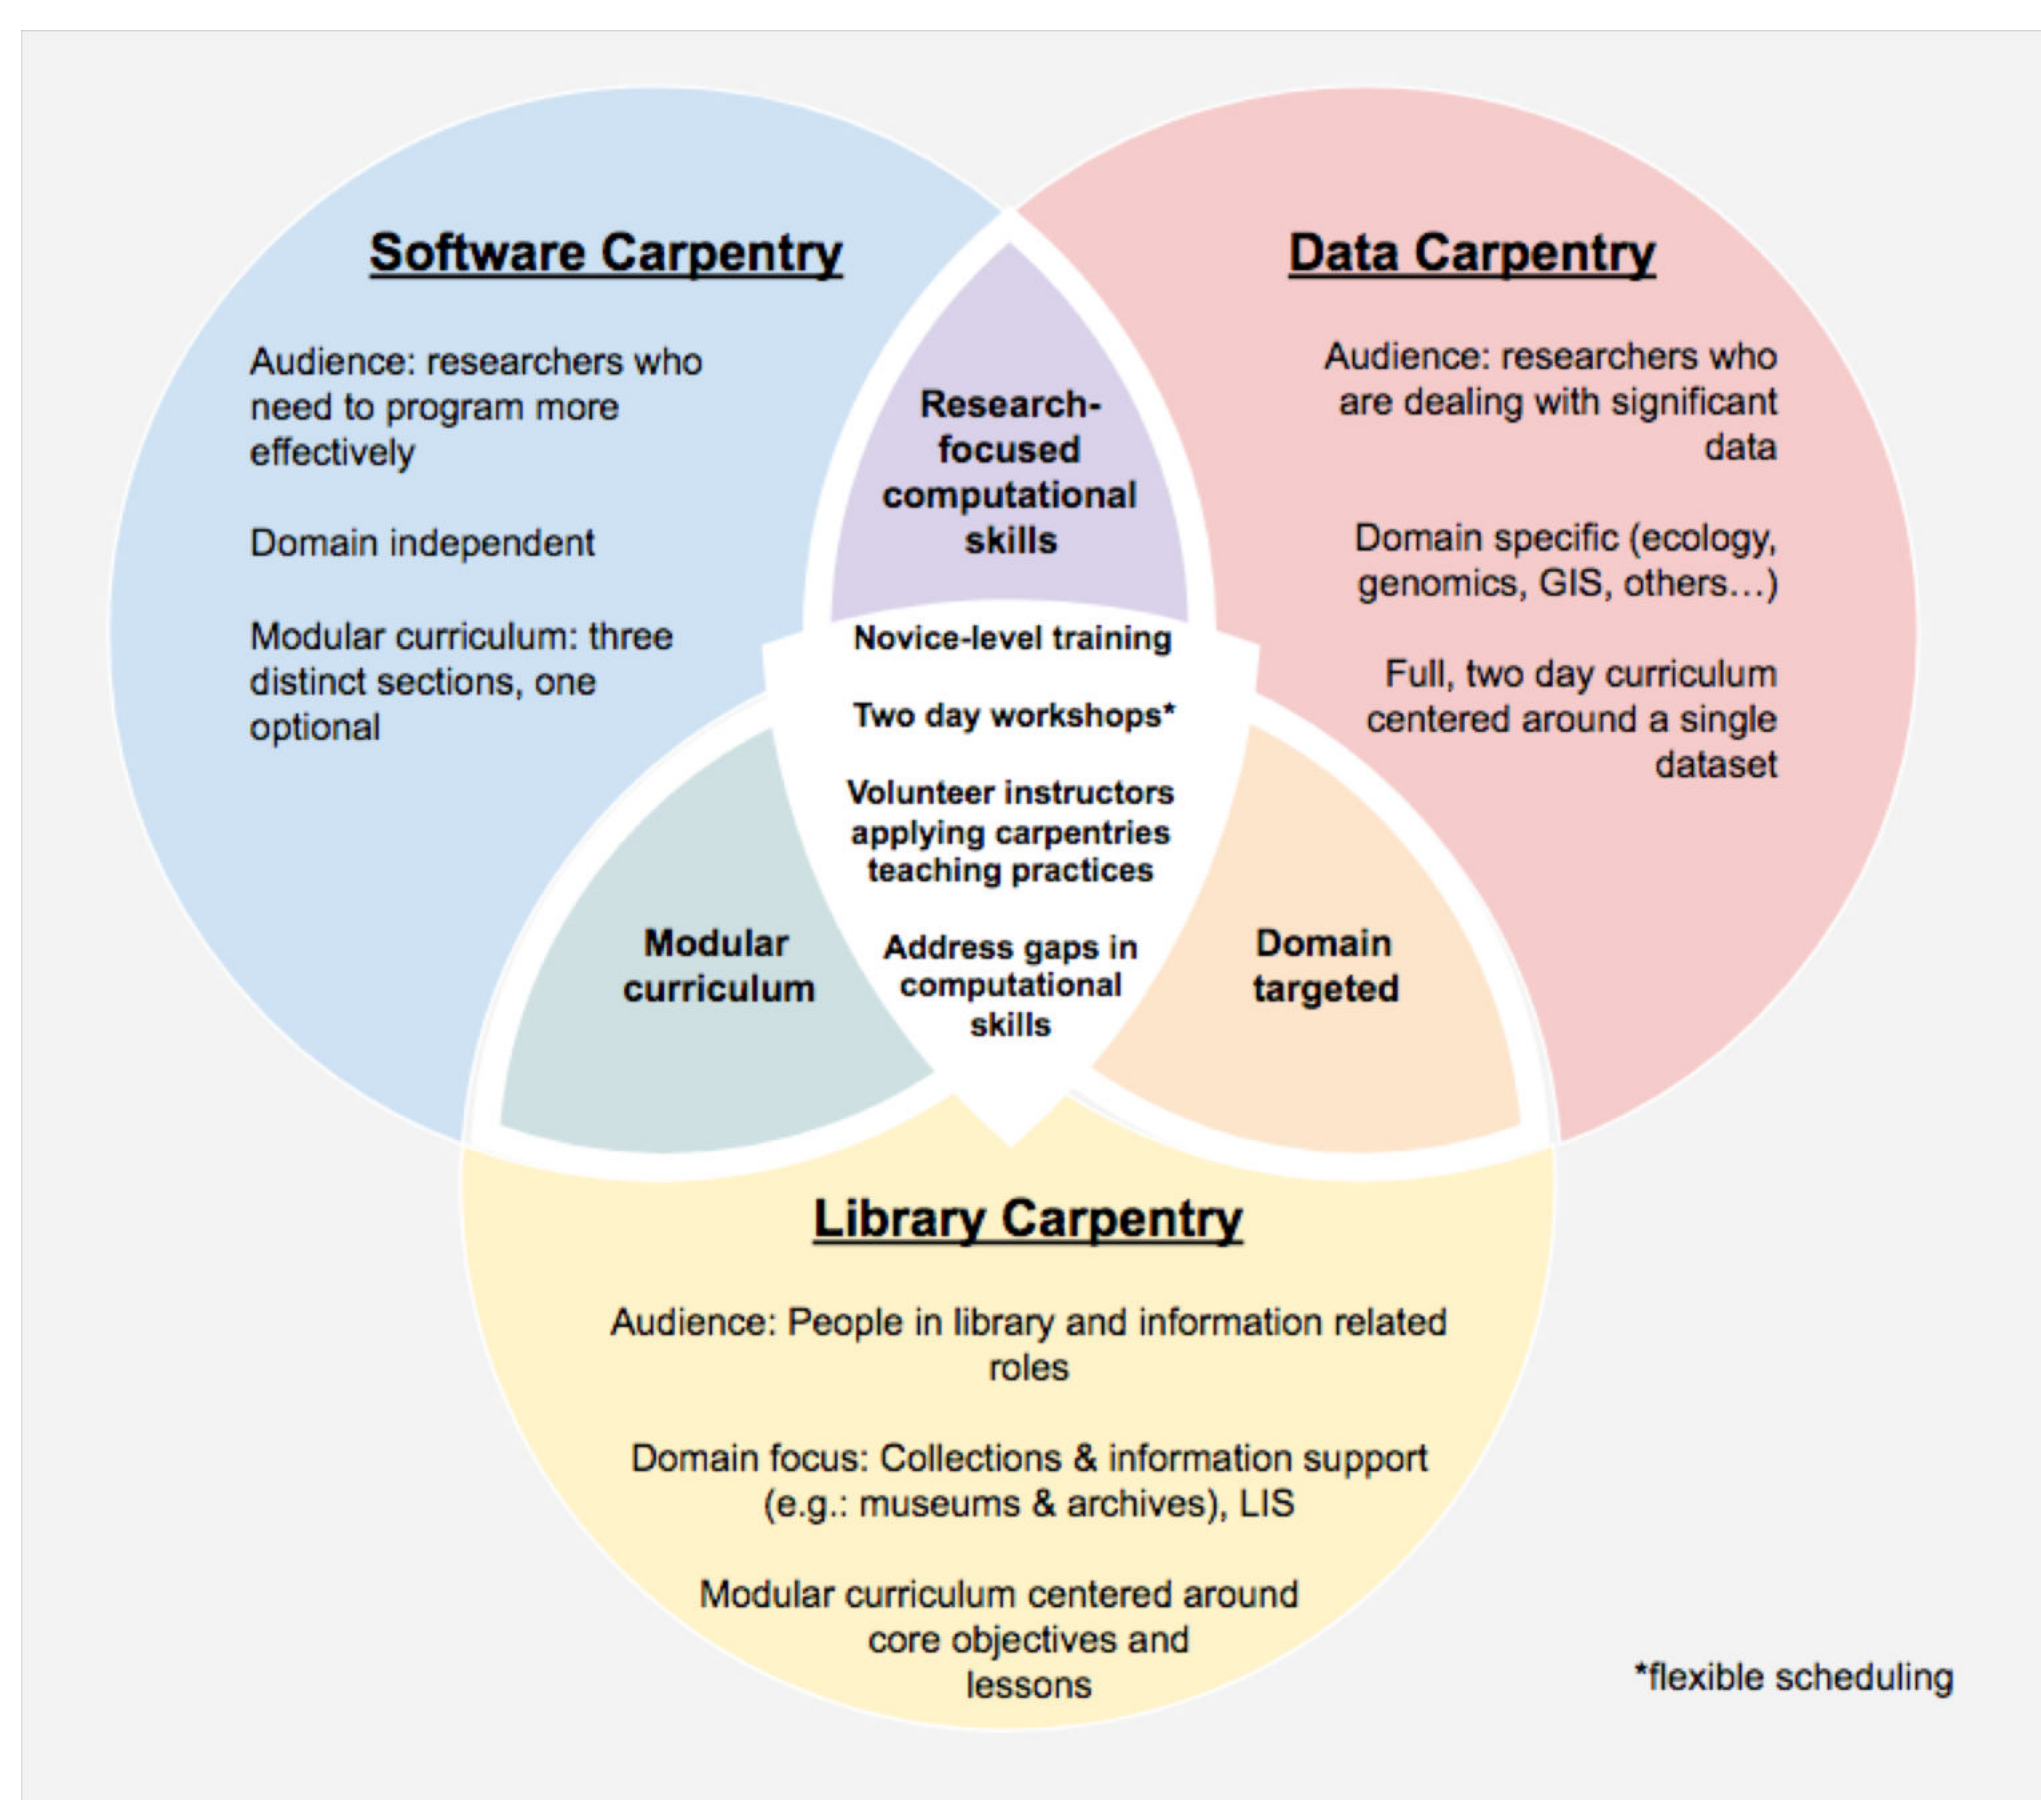 Software Carpentry
Audience: researchers who
need to program more
effectively
Domain independent
Modular curriculum: three
distinct sections, one
optional
Data Carpentry
Audience: researchers who
are dealing with significant
data
Domain specific (ecology,
genomics, GIS, others...)
Full, two day curriculum
centered around a single
dataset
Research-
focused
computational
skills
Novice-level training
Two day workshops*
Volunteer instructors
applying carpentries
teaching practices
Address gaps in
computational
skills
Modular
curriculum
Domain
targeted
Library Carpentry
Audience: People in library and information related
roles
Domain focus: Collections & information support
(e.g.: museums & archives), LIS
Modular curriculum centered around
core objectives and
lessons
*flexible scheduling